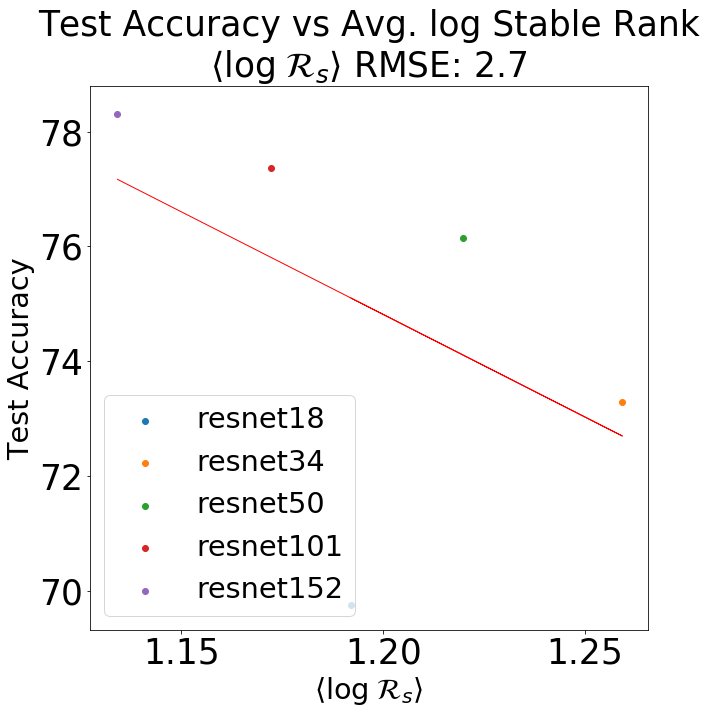 Test Accuracy vs Avg. log Stable Rank
⟨log ℛₛ⟩ RMSE: 2.7
Test Accuracy
78
76
74
72
70
resnet18
resnet34
resnet50
resnet101
resnet152
1.15 1.20 1.25
⟨log ℛₛ⟩